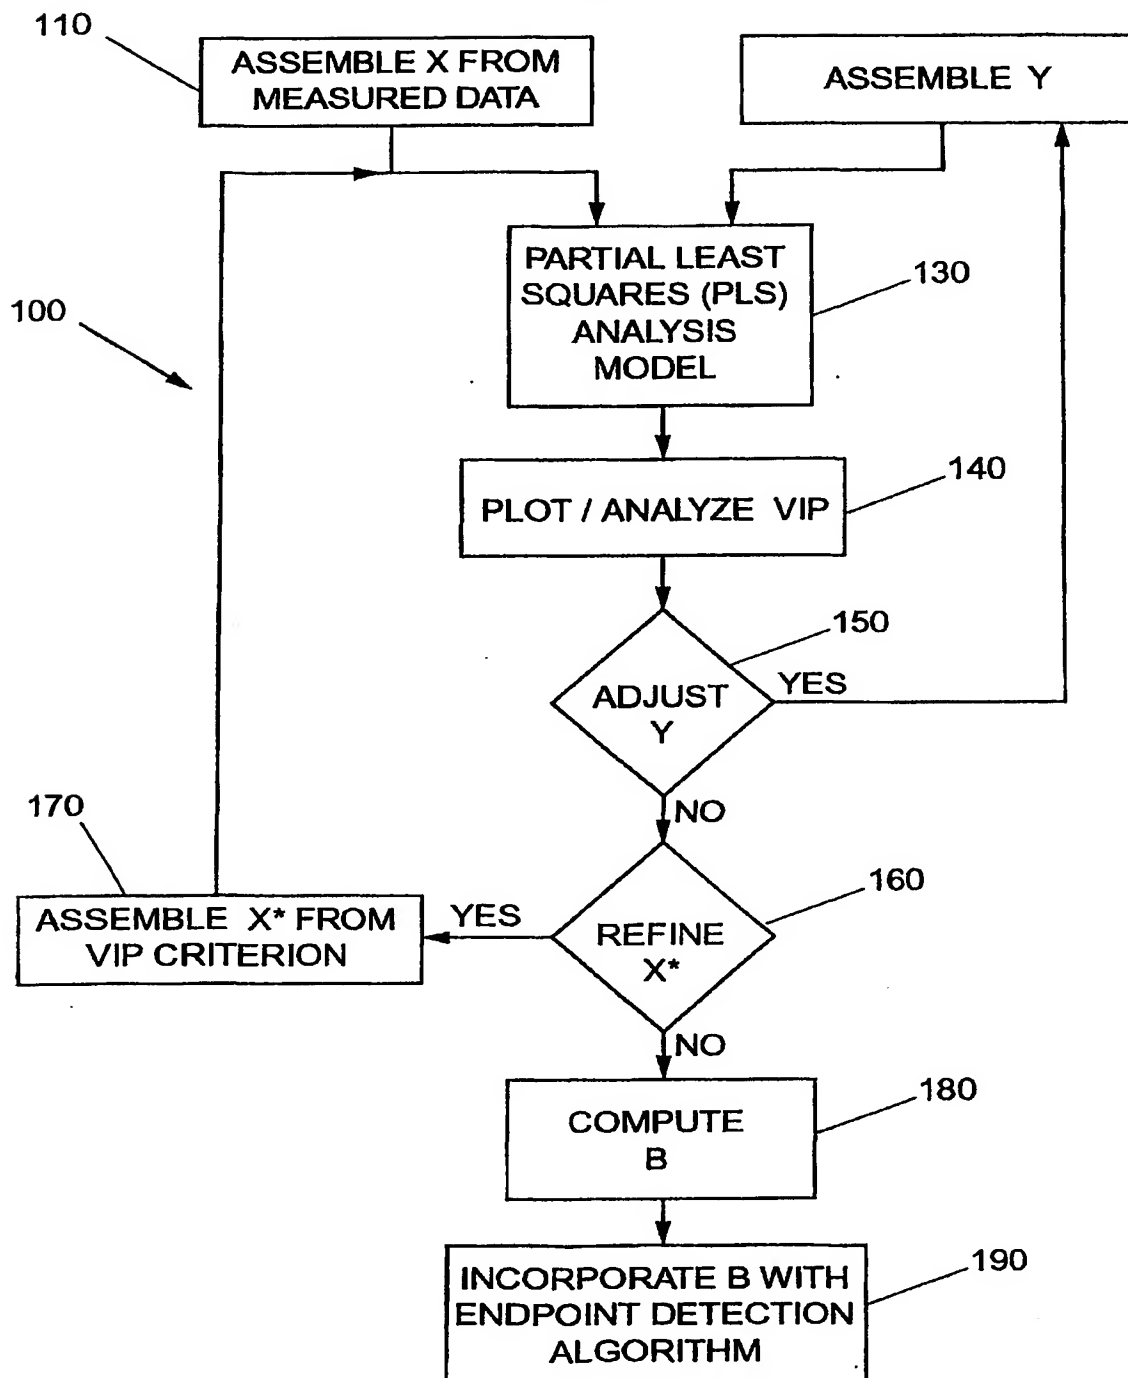 110
ASSEMBLE X FROM
MEASURED DATA
ASSEMBLE Y
PARTIAL LEAST
SQUARES (PLS)
ANALYSIS
MODEL
130
100
PLOT / ANALYZE VIP
140
150
ADJUST
Y
YES
NO
170
ASSEMBLE X* FROM
VIP CRITERION
YES
160
REFINE
X*
NO
COMPUTE
B
180
INCORPORATE B WITH
ENDPOINT DETECTION
ALGORITHM
190